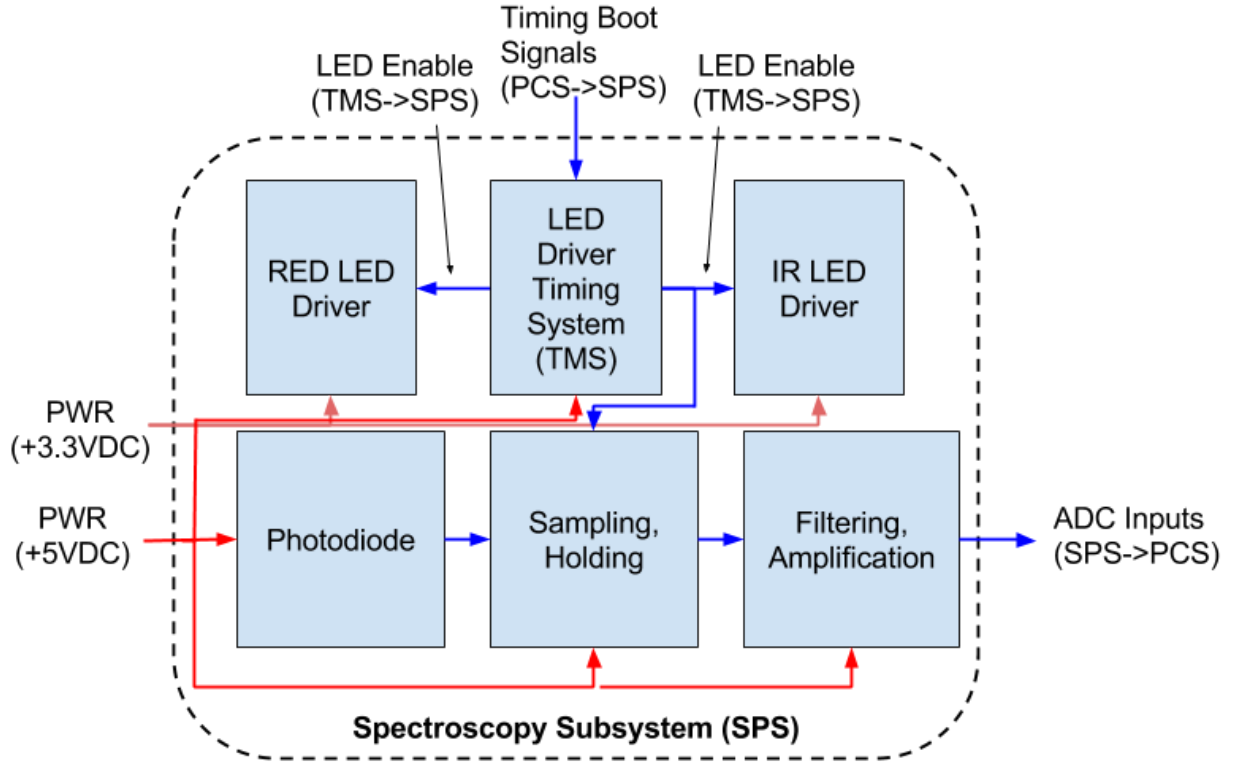 Timing Boot
Signals
(PCS->SPS)
LED Enable
(TMS->SPS)
LED Enable
(TMS->SPS)
RED LED
Driver
LED
Driver
Timing
System
(TMS)
IR LED
Driver
PWR
(+3.3VDC)
PWR
(+5VDC)
Photodiode
Sampling,
Holding
Filtering,
Amplification
ADC Inputs
(SPS->PCS)
Spectroscopy Subsystem (SPS)